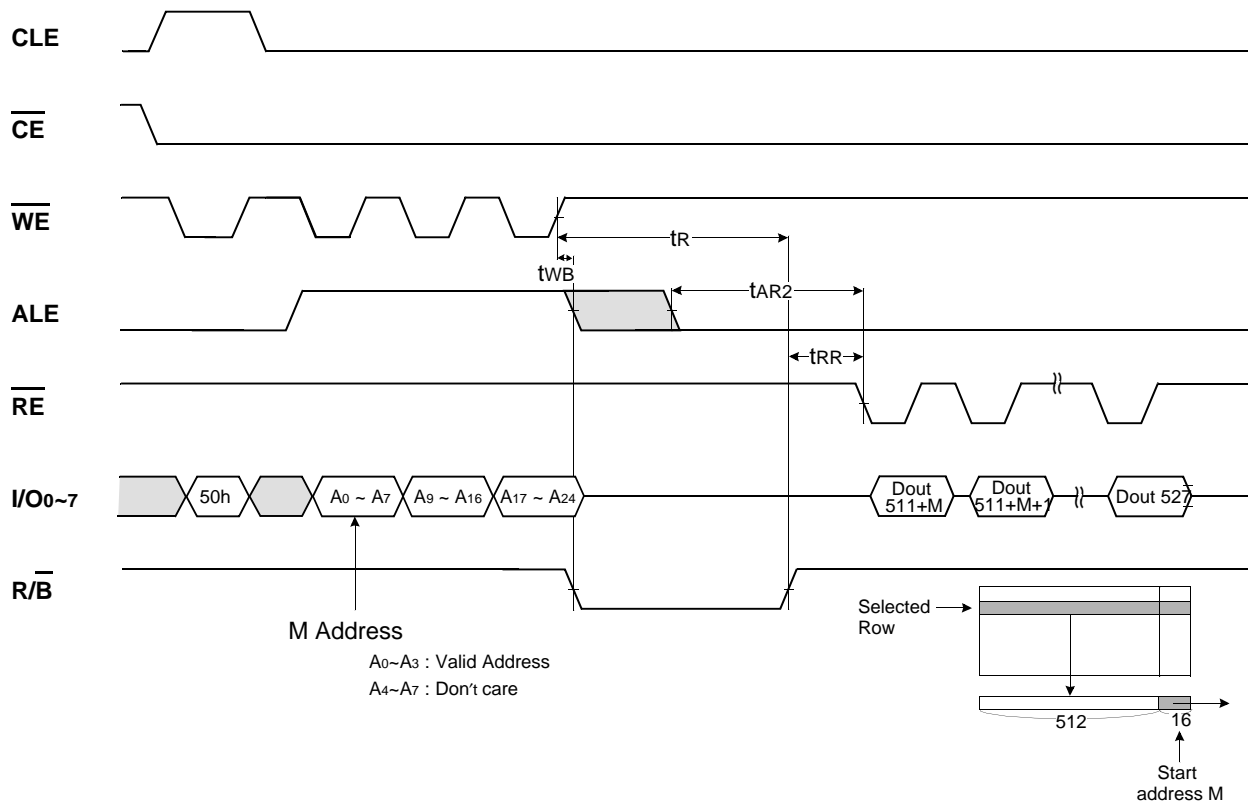 CLE
CE
WE
tR
tWB
ALE
tAR2
tRR
RE
I/O0~7
50h
A0 ~ A7
A9 ~ A16
A17 ~ A24
Dout
511+M
Dout
511+M+1
Dout 527
R/B
M Address
A0~A3 : Valid Address
A4~A7 : Don't care
Selected
Row
512
16
Start
address M